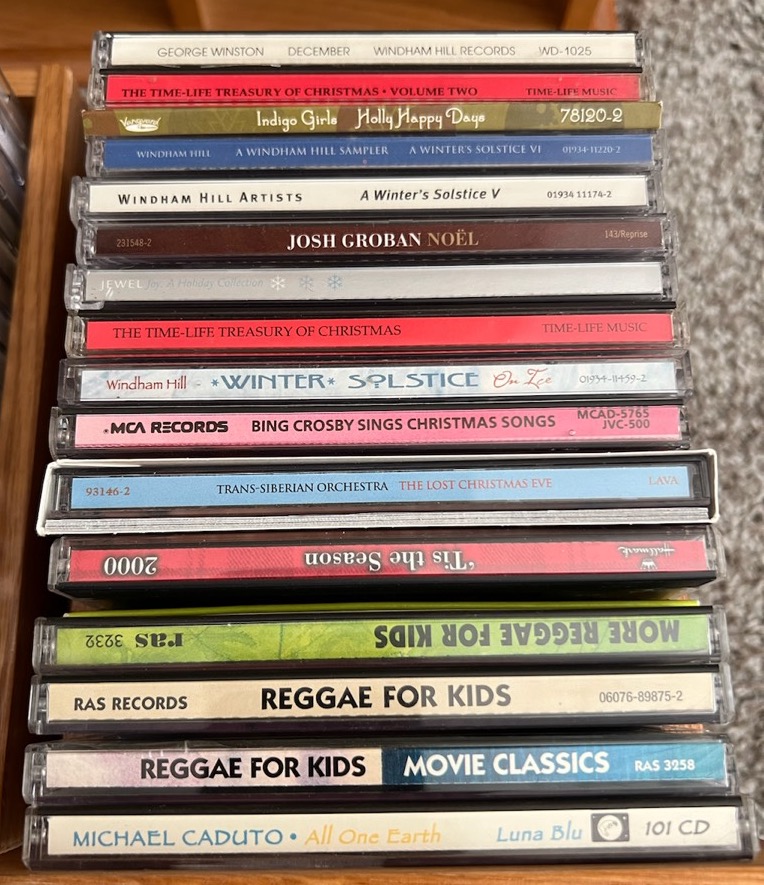 GEORGE WINSTON DECEMBER WINDHAM HILL RECORDS WD-1025
THE TIME-LIFE TREASURY OF CHRISTMAS • VOLUME TWO TIME-LIFE MUSIC
Vanguard Indigo Girls Holly Happy Days 78120-2
WINDHAM HILL A WINDHAM HILL SAMPLER A WINTER'S SOLSTICE VI 01934-11220-2
WINDHAM HILL ARTISTS A Winter's Solstice V 01934 11174-2
231548-2 JOSH GROBAN NOËL 143/Reprise
JEWEL Joy: A Holiday Collection
THE TIME-LIFE TREASURY OF CHRISTMAS TIME-LIFE MUSIC
Windham Hill - *WINTER* SOLSTICE On Ice 01934-11459-2
MCA RECORDS BING CROSBY SINGS CHRISTMAS SONGS MCAD-5765
JVC-500
93146-2 TRANS-SIBERIAN ORCHESTRA THE LOST CHRISTMAS EVE LAVA
Hallmark 'Tis the Season 2000
MORE REGGAE FOR KIDS ras 3232
RAS RECORDS REGGAE FOR KIDS 06076-89875-2
REGGAE FOR KIDS MOVIE CLASSICS RAS 3258
MICHAEL CADUTO • All One Earth Luna Blu 101 CD